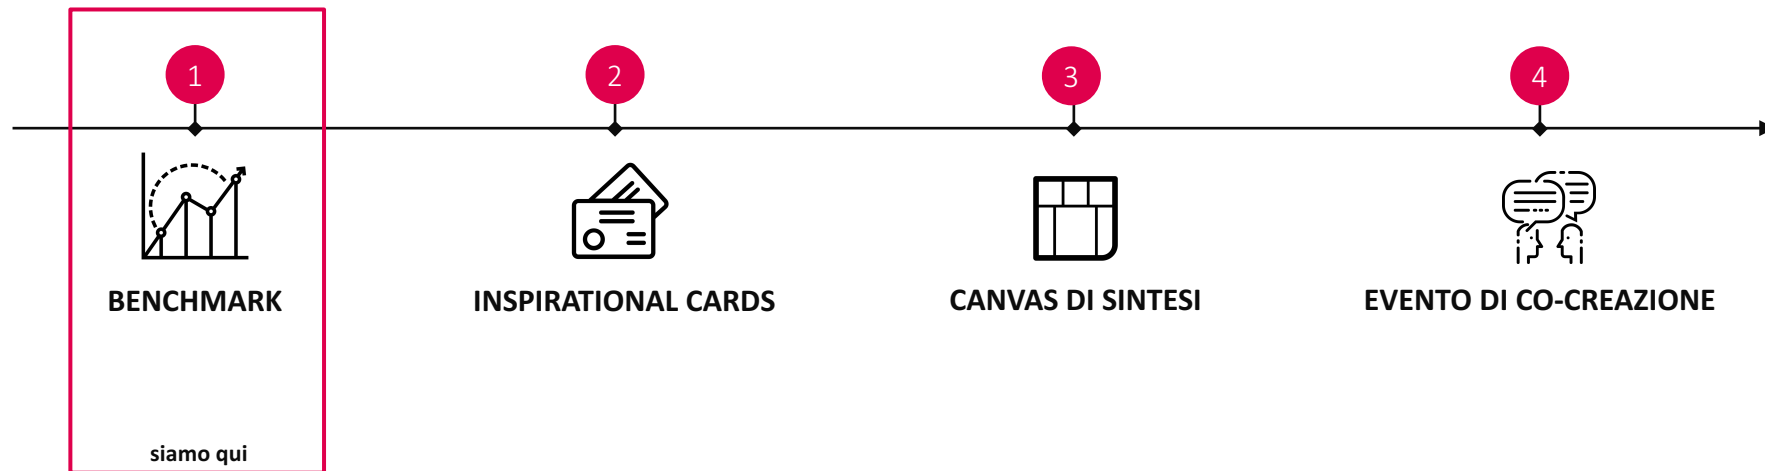 1
2
3
4
BENCHMARK
INSPIRATIONAL CARDS
CANVAS DI SINTESI
EVENTO DI CO-CREAZIONE
siamo qui